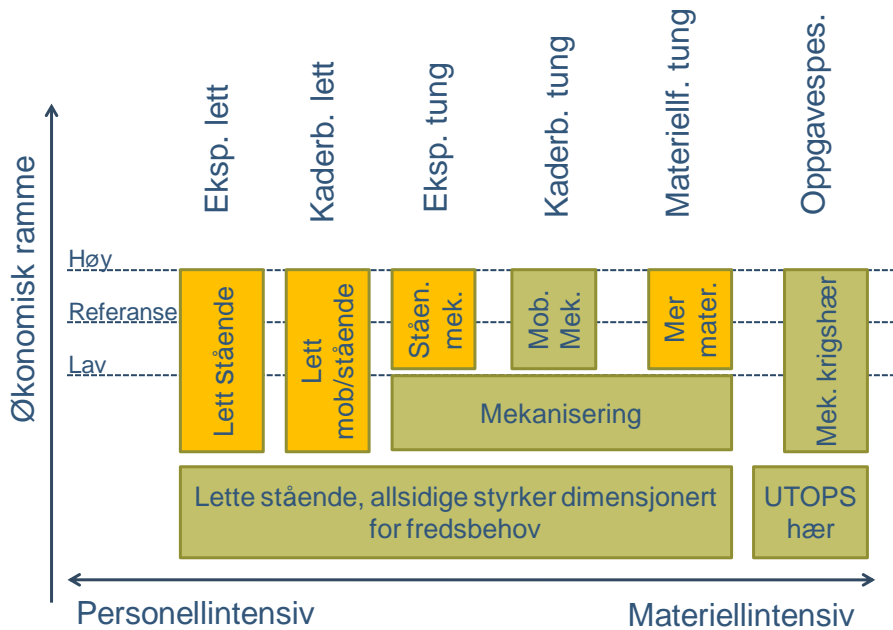 Eksp. lett
Kaderb. lett
Eksp. tung
Kaderb. tung
Materiellf. tung
Oppgavespes.
Økonomisk ramme
Høy
Referanse
Lav
Lett Stående
Lett
mob/stående
Ståen.
mek.
Mob.
Mek.
Mer
mater.
Mek. krigshær
Mekanisering
Lette stående, allsidige styrker dimensjonert
for fredsbehov
UTOPS
hær
Personellintensiv
Materiellintensiv